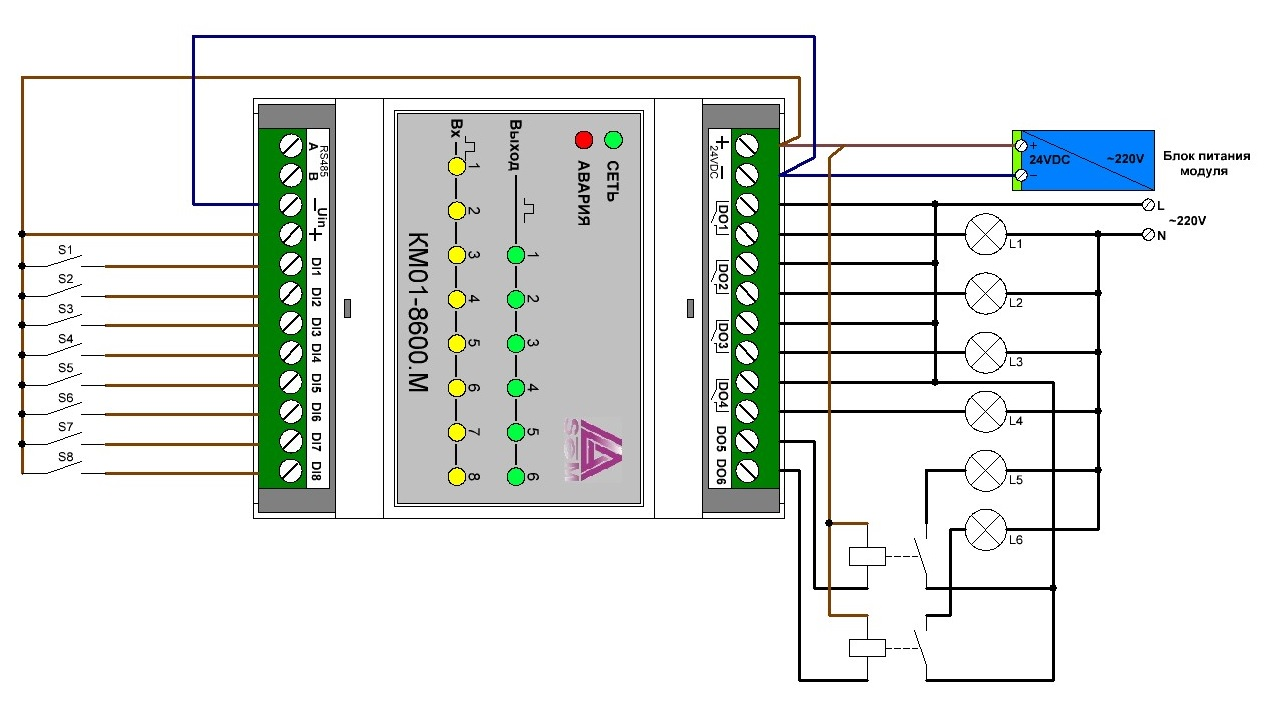 RS485
A
B
–
Uin
+
DI1
DI2
DI3
DI4
DI5
DI6
DI7
DI8
S1
S2
S3
S4
S5
S6
S7
S8
Вх
1
2
3
4
5
6
7
8
Выход
1
2
3
4
5
6
АВАРИЯ
СЕТЬ
КМ01-8600.М
+
24VDC
–
DO1
DO2
DO3
DO4
DO5
DO6
+
24VDC
–
~220V
Блок питания
модуля
L
~220V
N
L1
L2
L3
L4
L5
L6